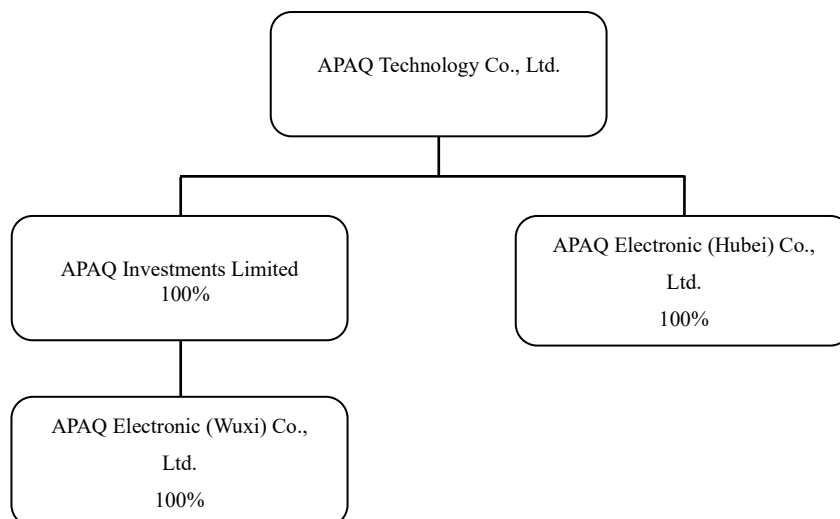 APAQ Technology Co., Ltd.
APAQ Investments Limited
100%
APAQ Electronic (Hubei) Co.,
Ltd.
100%
APAQ Electronic (Wuxi) Co.,
Ltd.
100%